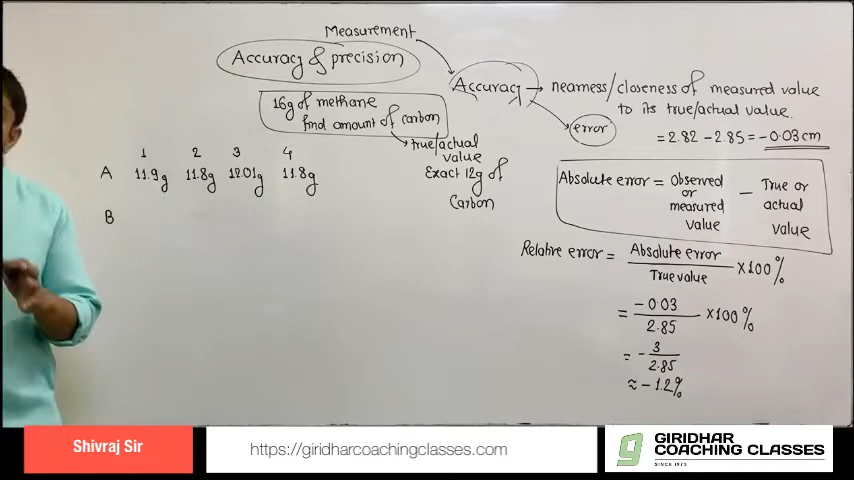 Measurement
Accuracy & precision
Accuracy → nearness/closeness of measured value
to its true/actual value.
error
= 2.82 - 2.85 = -0.03 cm
16g of methane
find amount of carbon
true/actual
value
Exact 12g of
Carbon
1 2 3 4
A 11.9g 11.8g 12.01g 11.8g
B
Absolute error = Observed or measured value - True or actual value
Relative error = Absolute error / True value × 100%
= -0.03 / 2.85 × 100%
= - 3 / 2.85
≈ -1.2%
Shivraj Sir
https://giridharcoachingclasses.com
GIRIDHAR
COACHING CLASSES
SINCE 1972